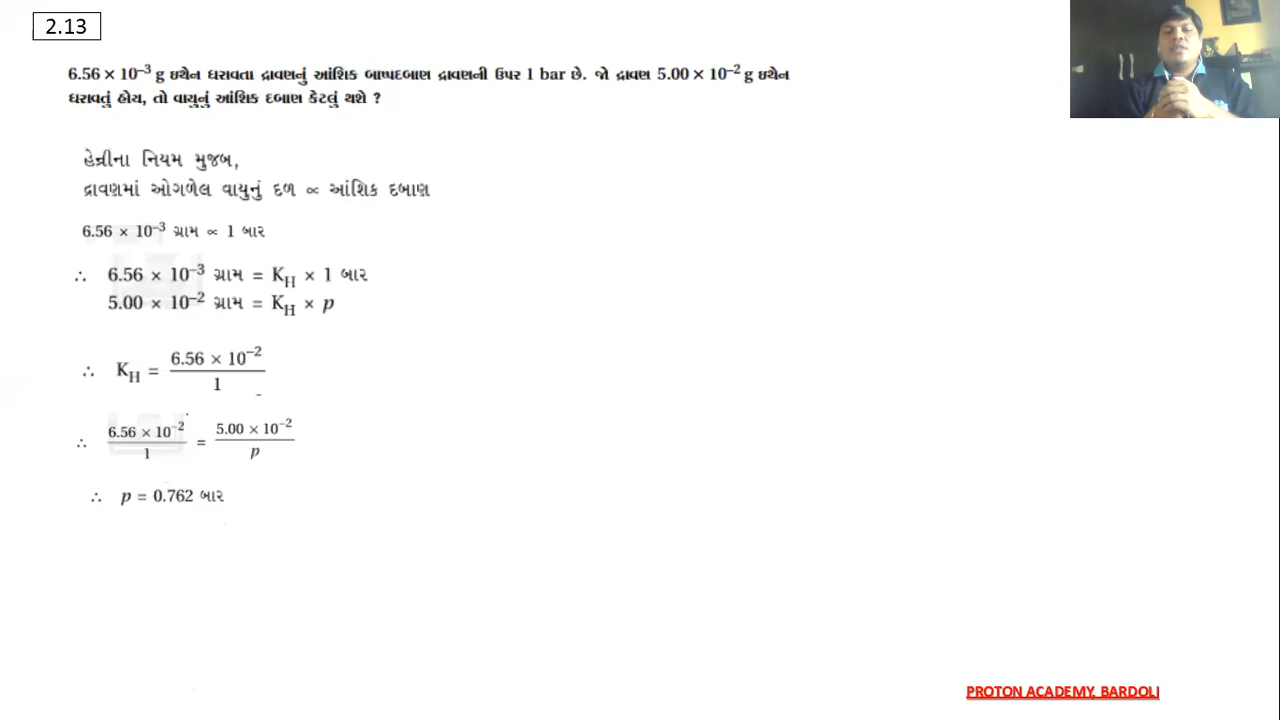 2.13
6.56 × 10⁻³ g ઇથેન ધરાવતા દ્રાવણનું આંશિક બાષ્પદબાણ દ્રાવણની ઉપર 1 bar છે. જો દ્રાવણ 5.00 × 10⁻² g ઇથેન
ધરાવતું હોય, તો વાયુનું આંશિક દબાણ કેટલું થશે ?
હેન્રીના નિયમ મુજબ,
દ્રાવણમાં ઓગળેલ વાયુનું દળ ∝ આંશિક દબાણ
6.56 × 10⁻³ ગ્રામ ∝ 1 બાર
∴ 6.56 × 10⁻³ ગ્રામ = K_H × 1 બાર
5.00 × 10⁻² ગ્રામ = K_H × p
∴ K_H = 6.56 × 10⁻² / 1
∴ 6.56 × 10⁻² / 1 = 5.00 × 10⁻² / p
∴ p = 0.762 બાર
PROTON ACADEMY, BARDOLI